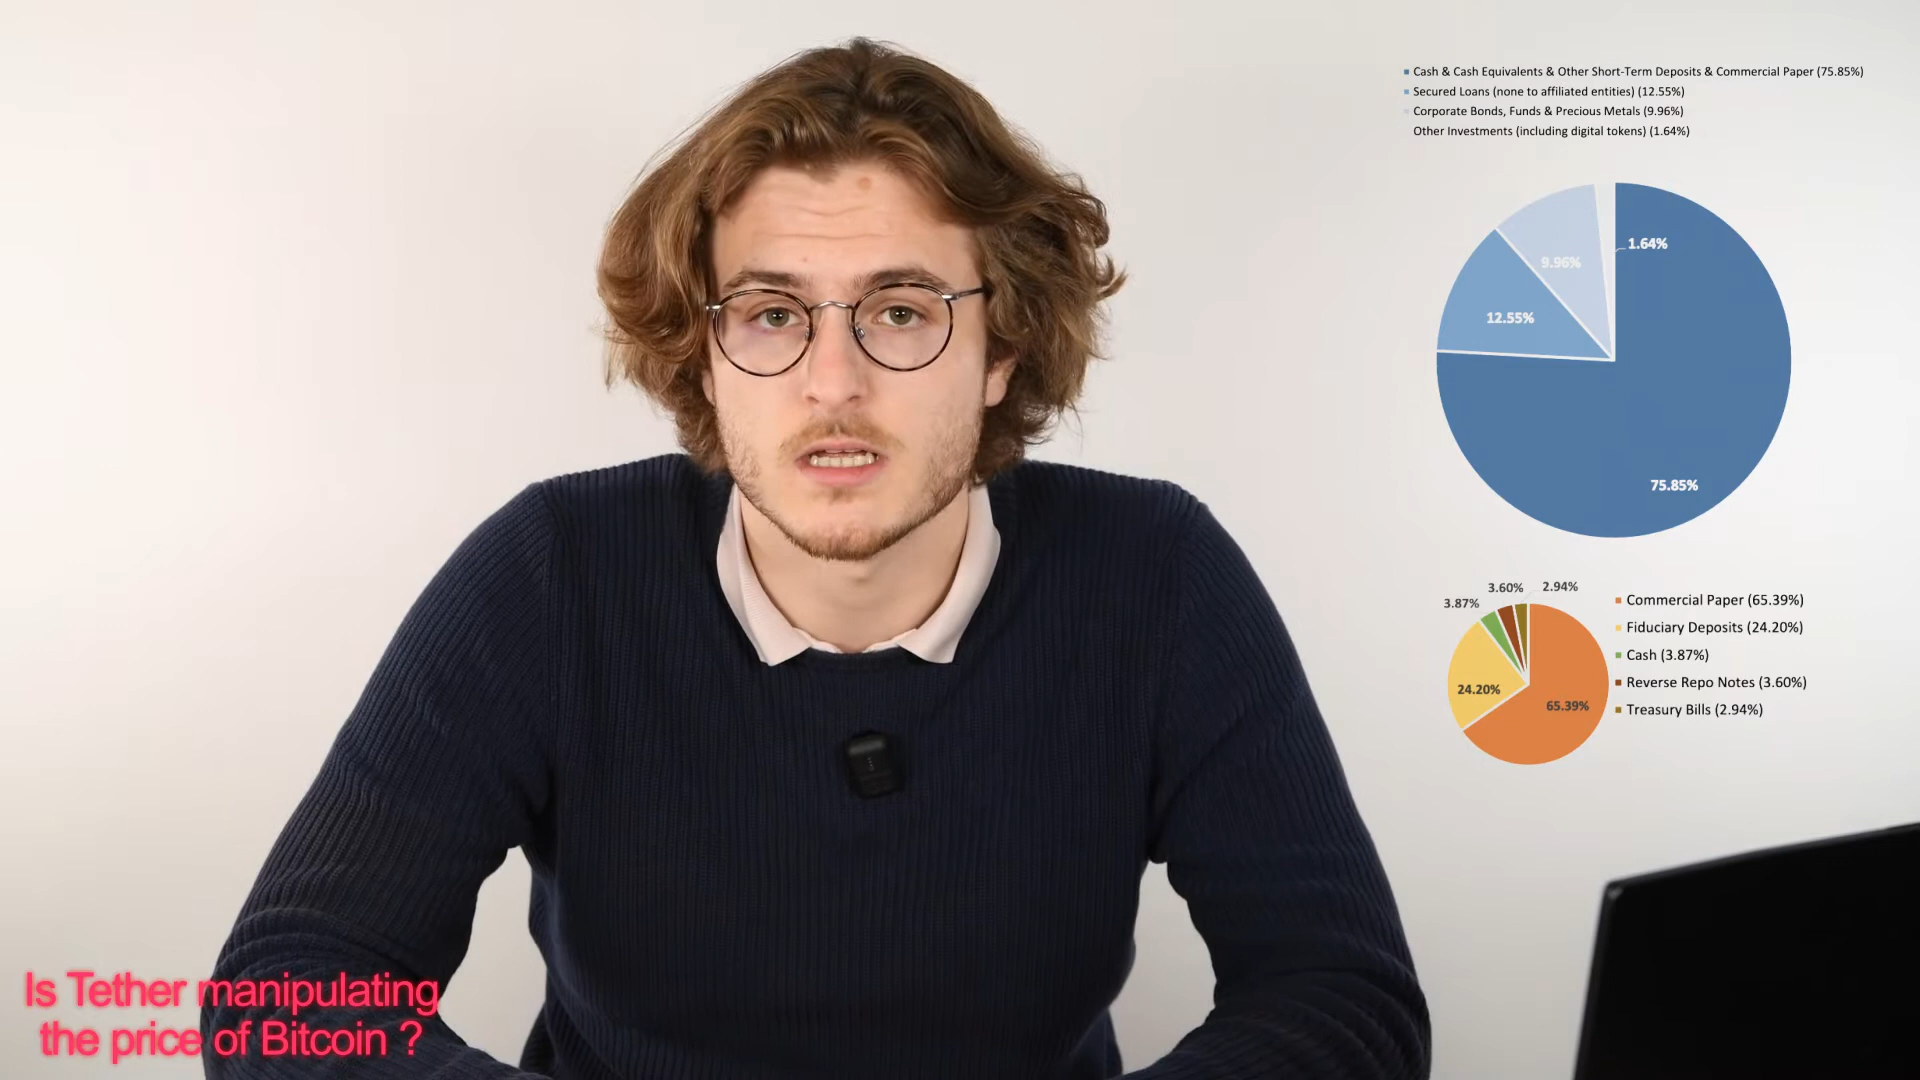 Cash & Cash Equivalents & Other Short-Term Deposits & Commercial Paper (75.85%)
Secured Loans (none to affiliated entities) (12.55%)
Corporate Bonds, Funds & Precious Metals (9.96%)
Other Investments (including digital tokens) (1.64%)
1.64%
9.96%
12.55%
75.85%
3.60%
2.94%
3.87%
24.20%
65.39%
Commercial Paper (65.39%)
Fiduciary Deposits (24.20%)
Cash (3.87%)
Reverse Repo Notes (3.60%)
Treasury Bills (2.94%)
Is Tether manipulating
the price of Bitcoin ?